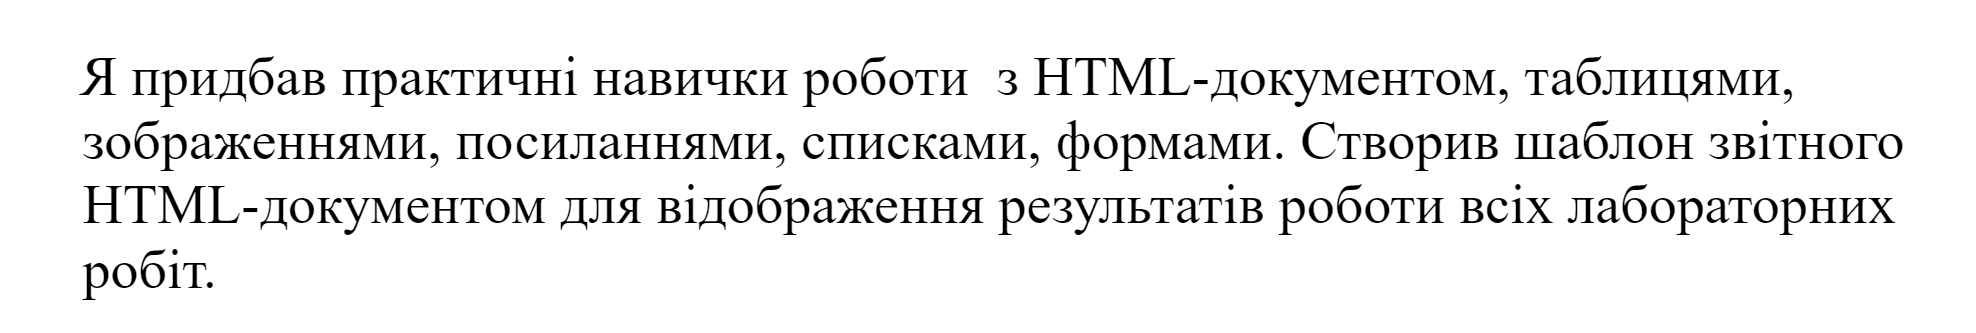 Я придбав практичні навички роботи  з HTML-документом, таблицями,
зображеннями, посиланнями, списками, формами. Створив шаблон звітного
HTML-документом для відображення результатів роботи всіх лабораторних
робіт.